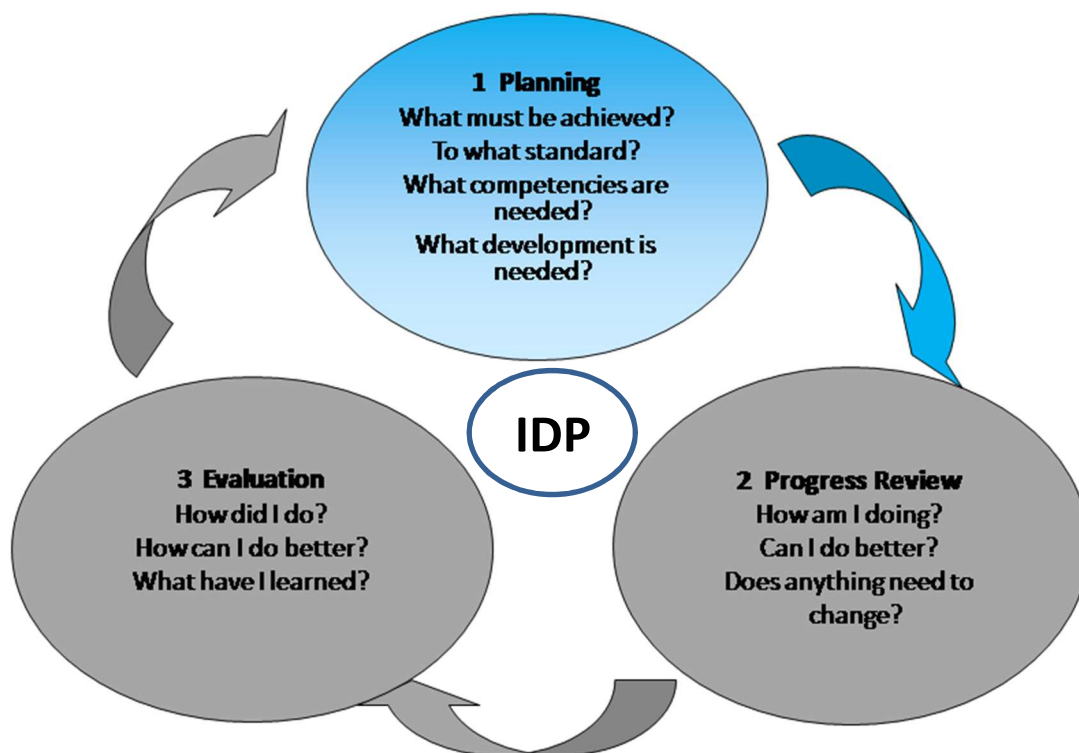 1 Planning
What must be achieved?
To what standard?
What competencies are
needed?
What development is
needed?
IDP
3 Evaluation
How did I do?
How can I do better?
What have I learned?
2 Progress Review
How am I doing?
Can I do better?
Does anything need to
change?